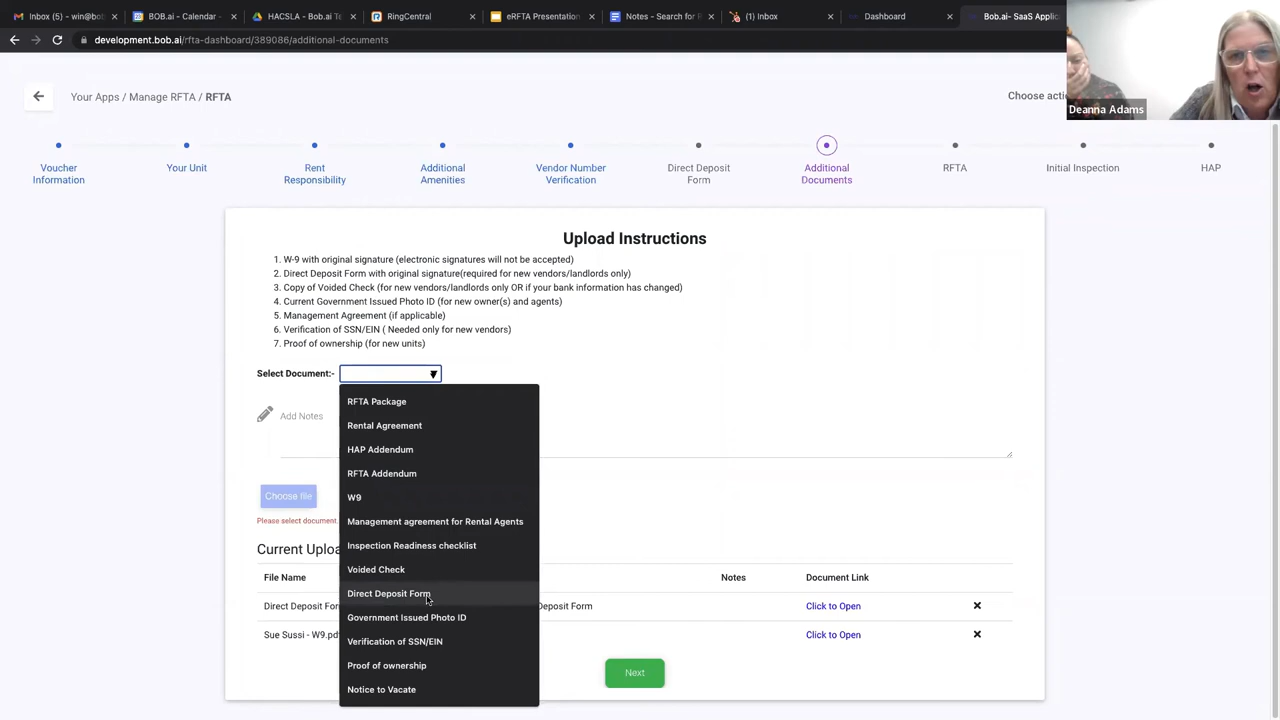 Inbox (31) - win@bob
BOB.ai - Calendar -
HACSLA - Bob.ai Te
RingCentral
eRFTA Presentation
Notes - Search for R
(1) Inbox
Dashboard
Bob.ai- SaaS Applic
development.bob.ai/rfta-dashboard/389086/additional-documents
Deanna Adams
Your Apps / Manage RFTA / RFTA
Choose acti
Voucher Information
Your Unit
Rent Responsibility
Additional Amenities
Vendor Number Verification
Direct Deposit Form
Additional Documents
RFTA
Initial Inspection
HAP
Upload Instructions
1. W-9 with original signature (electronic signatures will not be accepted)
2. Direct Deposit Form with original signature(required for new vendors/landlords only)
3. Copy of Voided Check (for new vendors/landlords only OR if your bank information has changed)
4. Current Government Issued Photo ID (for new owner(s) and agents)
5. Management Agreement (if applicable)
6. Verification of SSN/EIN ( Needed only for new vendors)
7. Proof of ownership (for new units)
Select Document:-
RFTA Package
Rental Agreement
HAP Addendum
RFTA Addendum
W9
Management agreement for Rental Agents
Inspection Readiness checklist
Voided Check
Direct Deposit Form
Government Issued Photo ID
Verification of SSN/EIN
Proof of ownership
Notice to Vacate
Add Notes
Choose file
Please select document.
Current Uploa
File Name
Notes
Document Link
Direct Deposit For
Deposit Form
Click to Open
Sue Sussi - W9.pd
Click to Open
Next